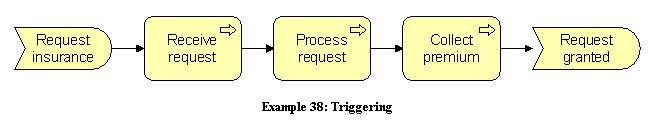 Request
insurance
Receive
request
Process
request
Collect
premium
Request
granted
Example 38: Triggering